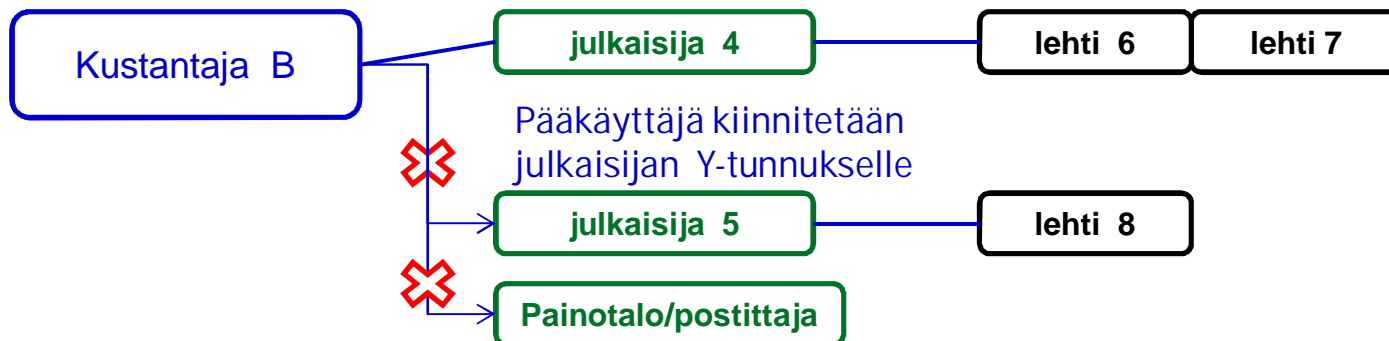 Kustantaja B
julkaisija 4
lehti 6
lehti 7
Pääkäyttäjä kiinnitetään
julkaisijan Y-tunnukselle
julkaisija 5
lehti 8
Painotalo/postittaja